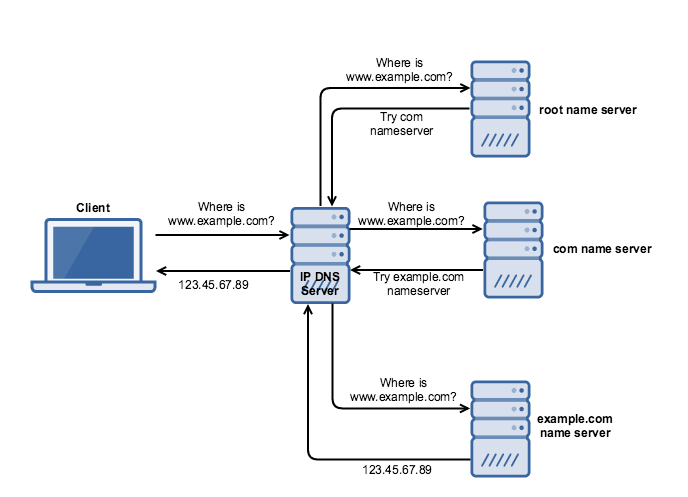 Where is
www.example.com?
Try com
nameserver
root name server
Client
Where is
www.example.com?
Where is
www.example.com?
com name server
IP DNS
Server
123.45.67.89
Try example.com
nameserver
Where is
www.example.com?
example.com
name server
123.45.67.89